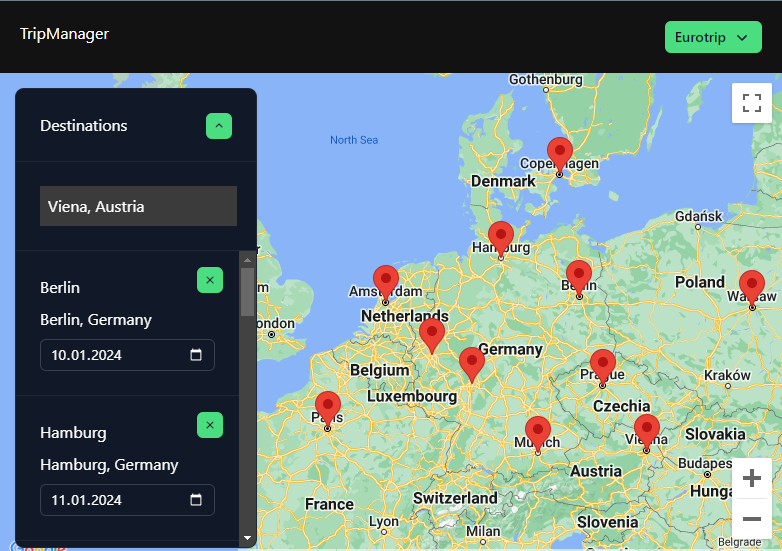 TripManager
Eurotrip
Destinations
Viena, Austria
Berlin
Berlin, Germany
10.01.2024
Hamburg
Hamburg, Germany
11.01.2024
Gothenburg
North Sea
Copenhagen
Denmark
Gdańsk
Hamburg
Amsterdam
Berlin
Poland
Warsaw
London
Netherlands
Germany
Belgium
Prague
Kraków
Luxembourg
Czechia
Paris
Munich
Vienna
Slovakia
Budapest
Austria
Hunga
France
Switzerland
Slovenia
Lyon
Milan
Belgrade